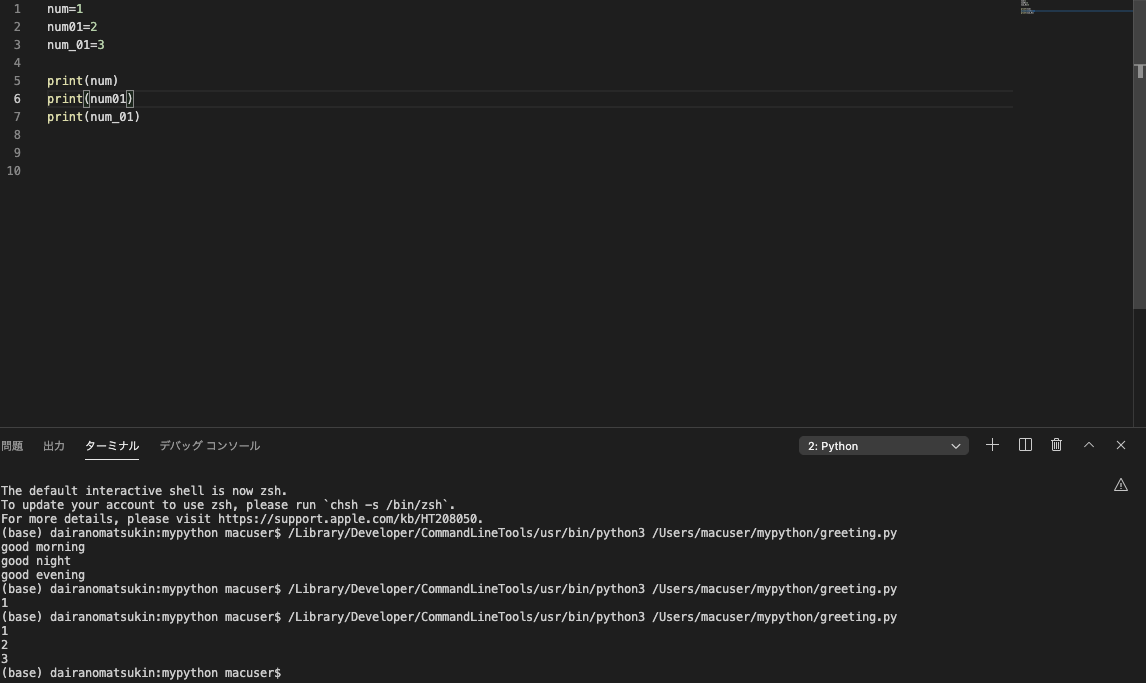 1 num=1
2 num01=2
3 num_01=3
4
5 print(num)
6 print(num01)
7 print(num_01)
8
9
10
問題 出力 ターミナル デバッグ コンソール 2: Python
The default interactive shell is now zsh.
To update your account to use zsh, please run `chsh -s /bin/zsh`.
For more details, please visit https://support.apple.com/kb/HT208050.
(base) dairanomatsukin:mypython macuser$ /Library/Developer/CommandLineTools/usr/bin/python3 /Users/macuser/mypython/greeting.py
good morning
good night
good evening
(base) dairanomatsukin:mypython macuser$ /Library/Developer/CommandLineTools/usr/bin/python3 /Users/macuser/mypython/greeting.py
1
(base) dairanomatsukin:mypython macuser$ /Library/Developer/CommandLineTools/usr/bin/python3 /Users/macuser/mypython/greeting.py
1
2
3
(base) dairanomatsukin:mypython macuser$